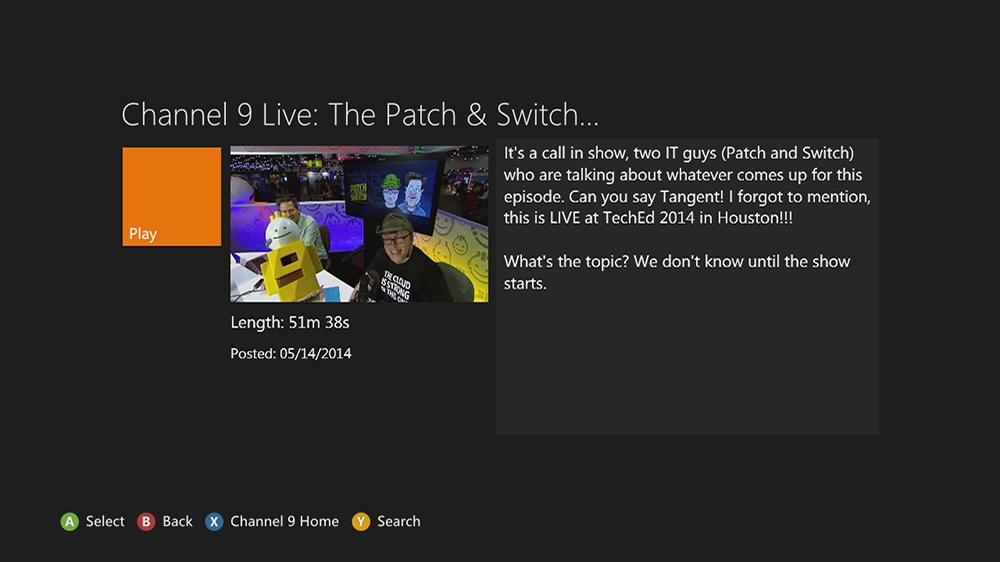 Channel 9 Live: The Patch & Switch...
Play
PATCH
SWITCH
THE CLOUD
IS STRONG
Length: 51m 38s
Posted: 05/14/2014
It's a call in show, two IT guys (Patch and Switch)
who are talking about whatever comes up for this
episode. Can you say Tangent! I forgot to mention,
this is LIVE at TechEd 2014 in Houston!!!
What's the topic? We don't know until the show
starts.
A Select B Back X Channel 9 Home Y Search